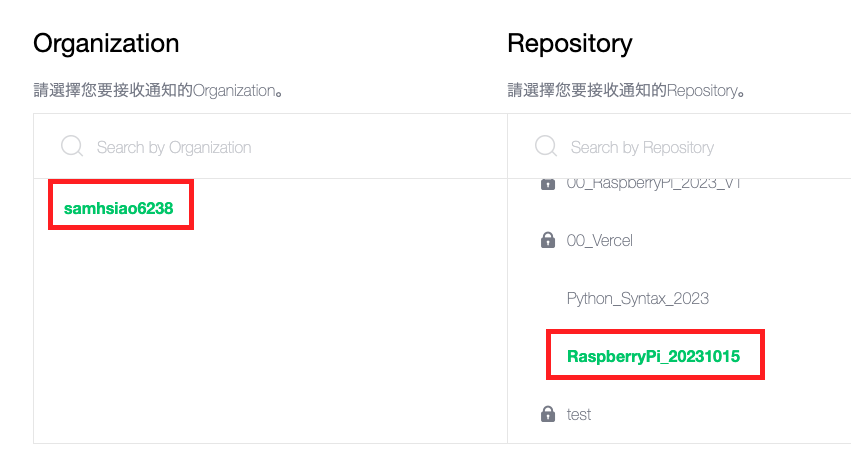 Organization
請選擇您要接收通知的Organization。
Search by Organization
samhsiao6238
Repository
請選擇您要接收通知的Repository。
Search by Repository
00_RaspberryPi_2023_V1
00_Vercel
Python_Syntax_2023
RaspberryPi_20231015
test